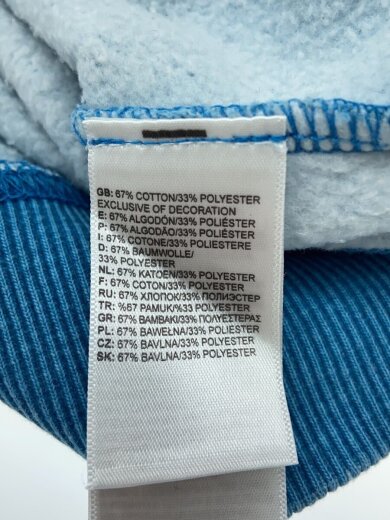 GB: 67% COTTON/33% POLYESTER
EXCLUSIVE OF DECORATION
E: 67% ALGODÓN/33% POLIÉSTER
P: 67% ALGODÃO/33% POLIÉSTER
I: 67% COTONE/33% POLIESTERE
D: 67% BAUMWOLLE/
33% POLYESTER
NL: 67% KATOEN/33% POLYESTER
F: 67% COTON/33% POLYESTER
RU: 67% ХЛОПОК/33% ПОЛИЭСТЕР
TR: %67 PAMUK/%33 POLYESTER
GR: 67% ΒΑΜΒΑΚΙ/33% ΠΟΛΥΕΣΤΕΡΑΣ
PL: 67% BAWEŁNA/33% POLIESTER
CZ: 67% BAVLNA/33% POLYESTER
SK: 67% BAVLNA/33% POLYESTER